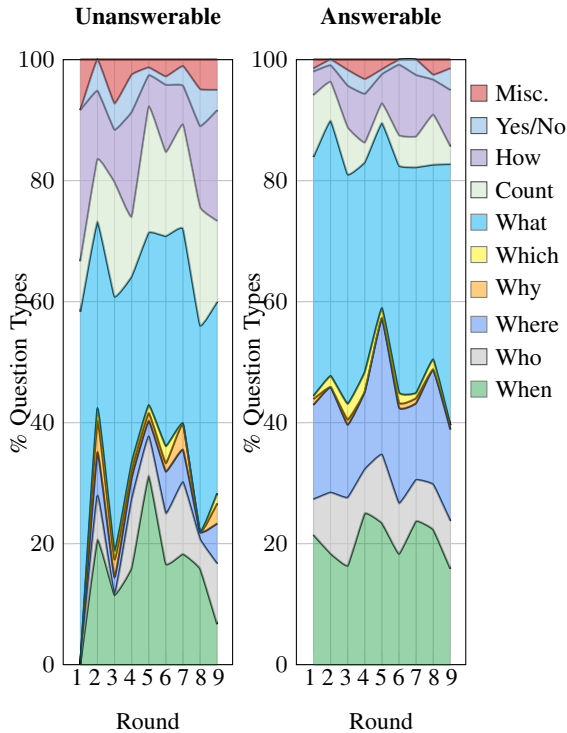 Unanswerable
Answerable
% Question Types
100
80
60
40
20
0
1 2 3 4 5 6 7 8 9
Round
% Question Types
100
80
60
40
20
0
1 2 3 4 5 6 7 8 9
Round
Misc.
Yes/No
How
Count
What
Which
Why
Where
Who
When